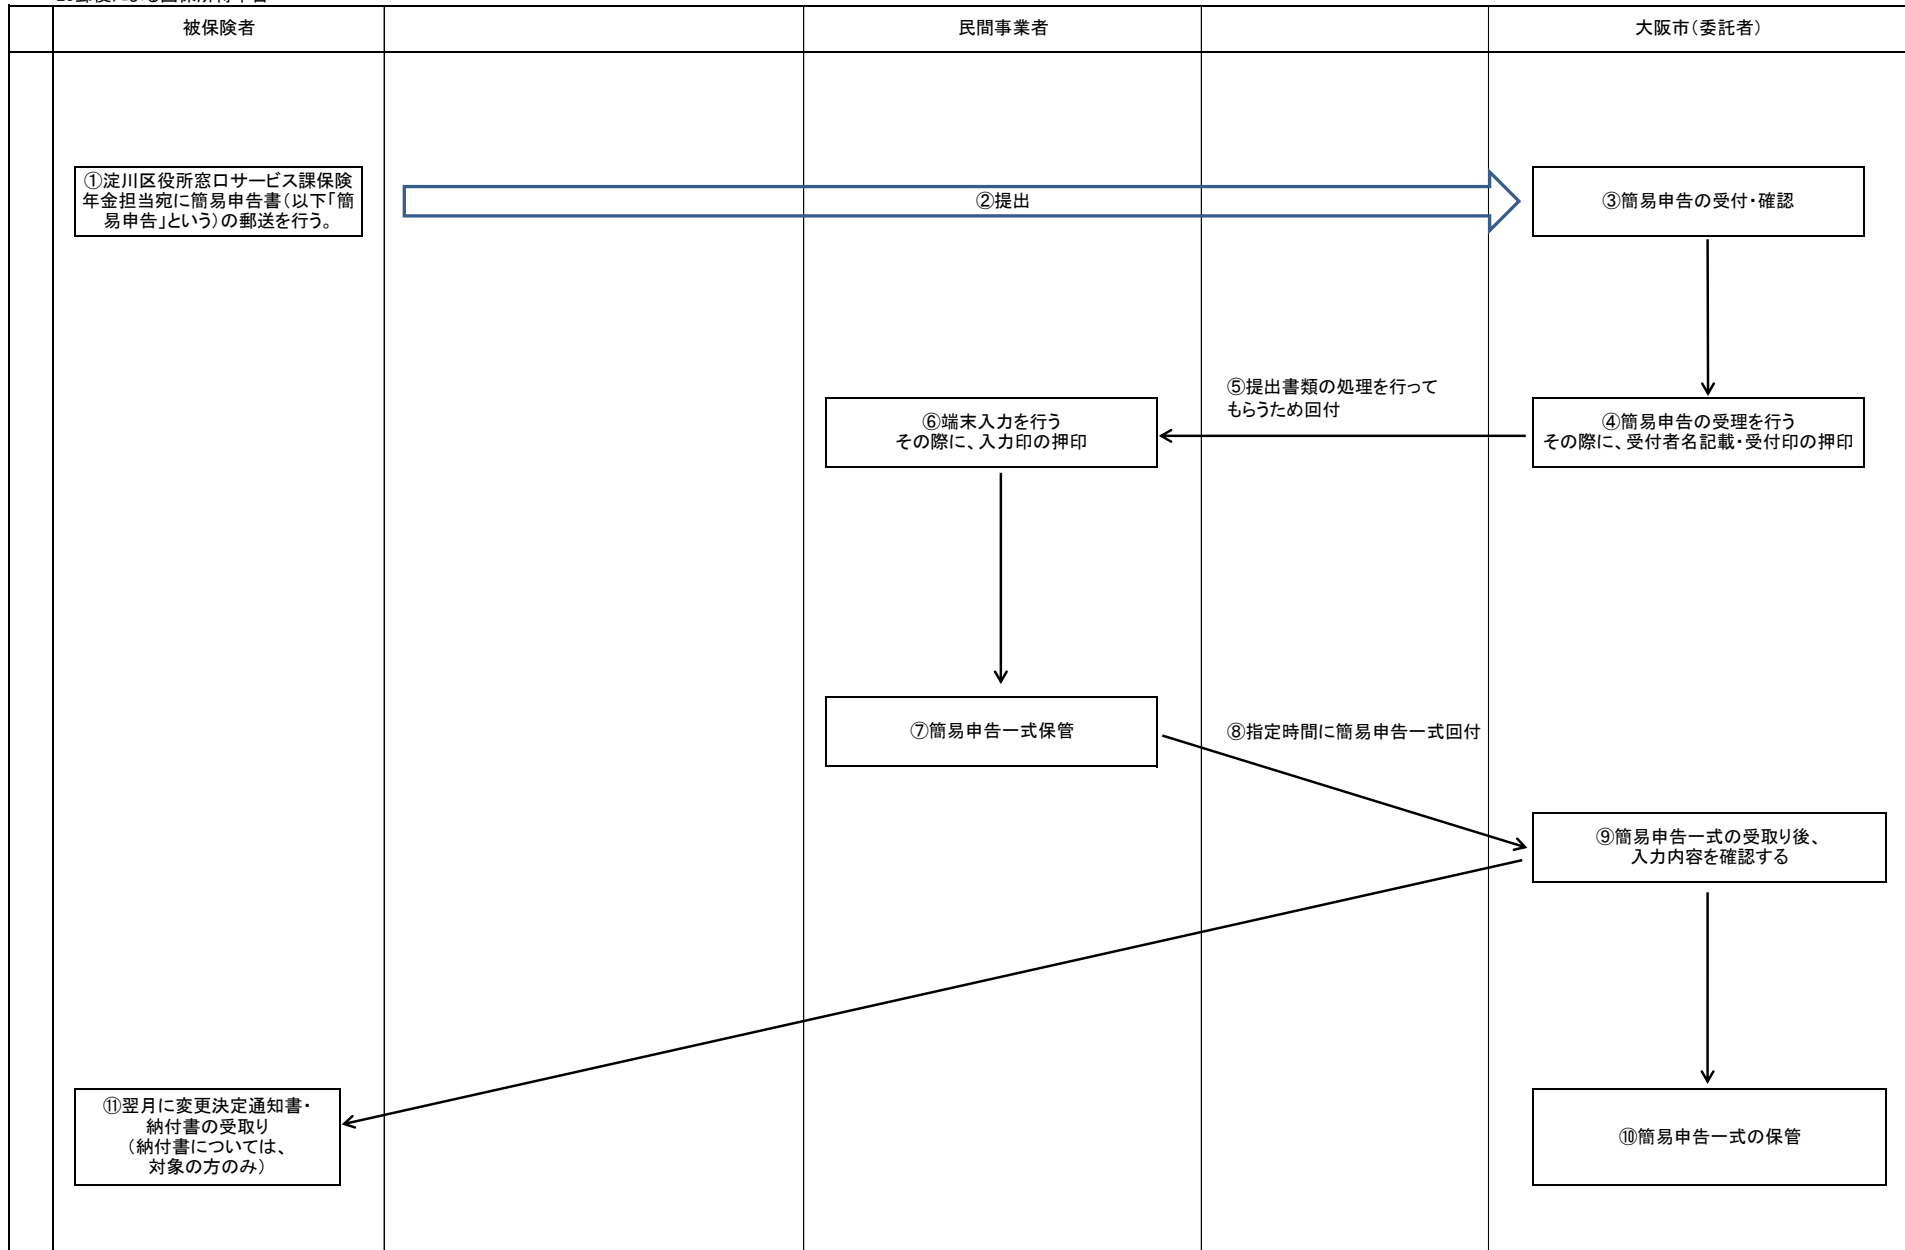 被保険者
民間事業者
大阪市（委託者）
①淀川区役所窓口サービス課保険
年金担当宛に簡易申告書（以下「簡
易申告」という）の郵送を行う。
②提出
③簡易申告の受付・確認
⑤提出書類の処理を行って
もらうため回付
⑥端末入力を行う
その際に、入力印の押印
④簡易申告の受理を行う
その際に、受付者名記載・受付印の押印
⑦簡易申告一式保管
⑧指定時間に簡易申告一式回付
⑨簡易申告一式の受取り後、
入力内容を確認する
⑪翌月に変更決定通知書・
納付書の受取り
（納付書については、
対象の方のみ）
⑩簡易申告一式の保管